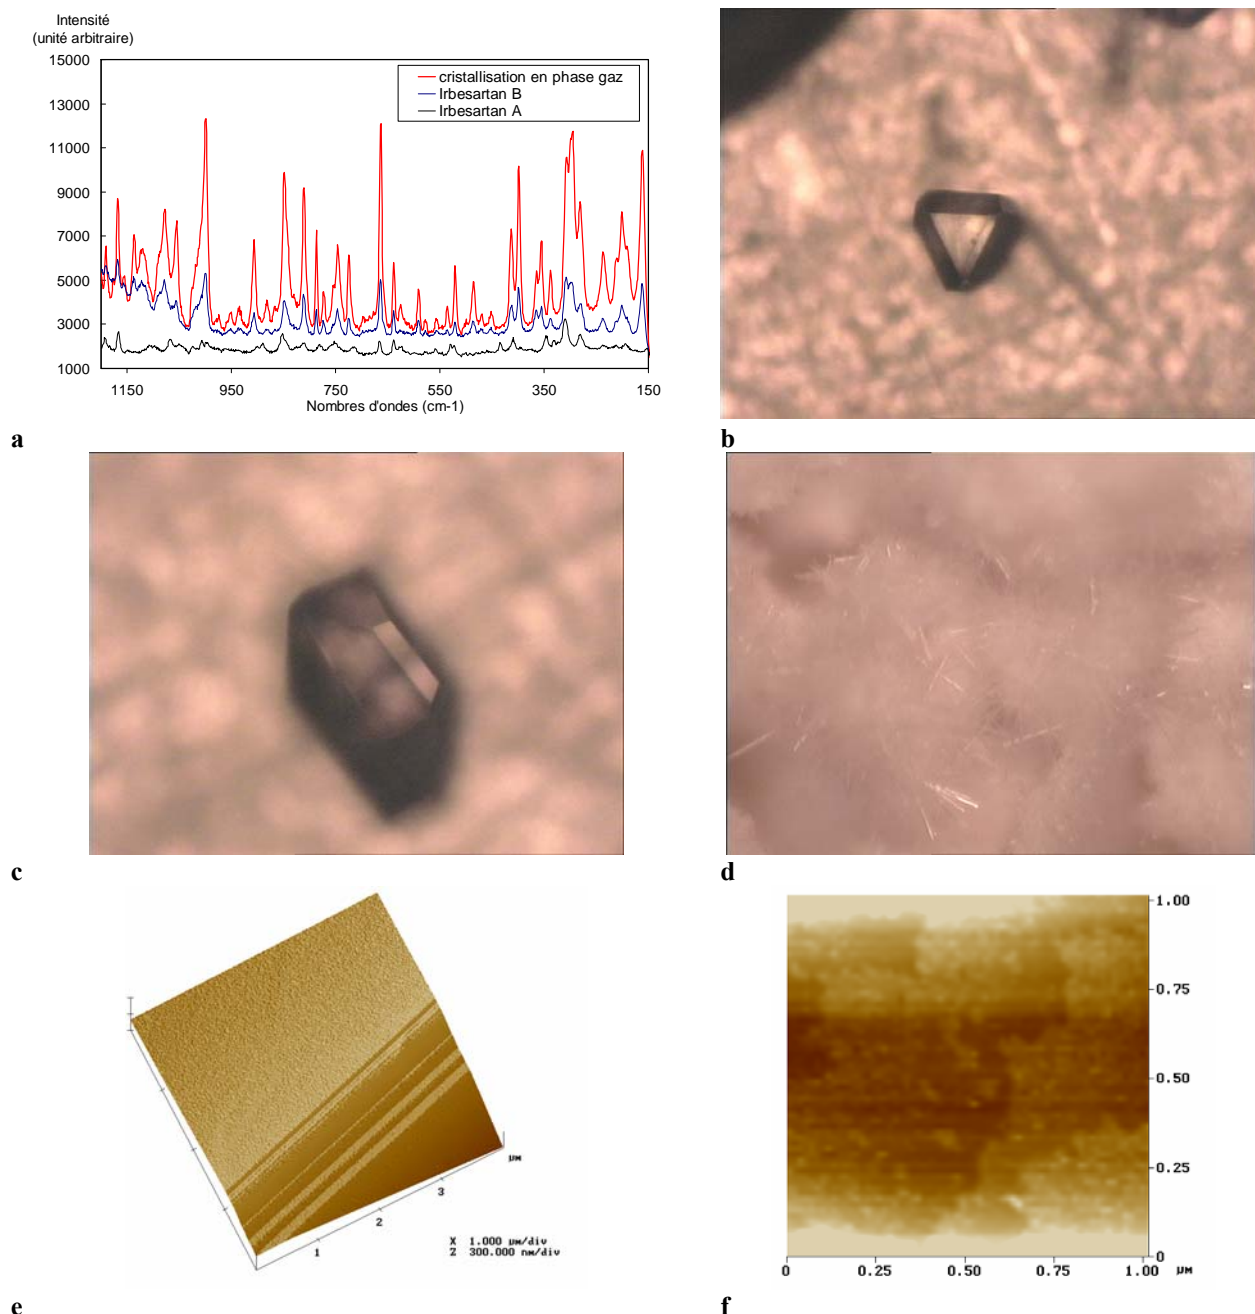 Intensité
(unité arbitraire)
15000
13000
11000
9000
7000
5000
3000
1000
cristallisation en phase gaz
Irbesartan B
Irbesartan A
1150 950 750 550 350 150
Nombres d'ondes (cm-1)
a
b
c
d
1.00
0.75
0.50
0.25
0
0 0.25 0.50 0.75 1.00 µm
µm
3
2
1
X 1.000 µm/div
Z 300.000 nm/div
e
f